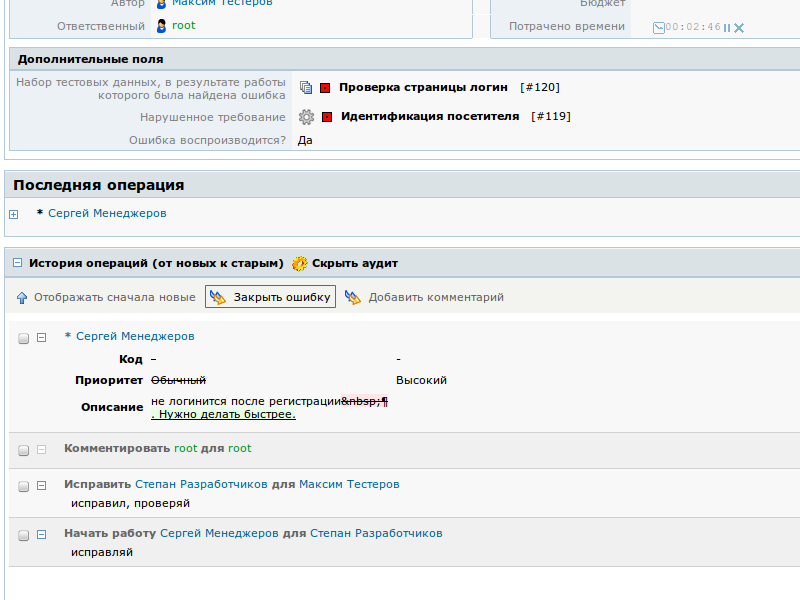 Автор Максим Тестеров Бюджет
Ответственный root Потрачено времени 00:02:46
Дополнительные поля
Набор тестовых данных, в результате работы
которого была найдена ошибка
Проверка страницы логин [#120]
Нарушенное требование Идентификация посетителя [#119]
Ошибка воспроизводится? Да
Последняя операция
* Сергей Менеджеров
История операций (от новых к старым) Скрыть аудит
Отображать сначала новые Закрыть ошибку Добавить комментарий
* Сергей Менеджеров
Код - -
Приоритет Обычный Высокий
Описание не логинится после регистрации&nbsp;¶
. Нужно делать быстрее.
Комментировать root для root
Исправить Степан Разработчиков для Максим Тестеров
исправил, проверяй
Начать работу Сергей Менеджеров для Степан Разработчиков
исправляй